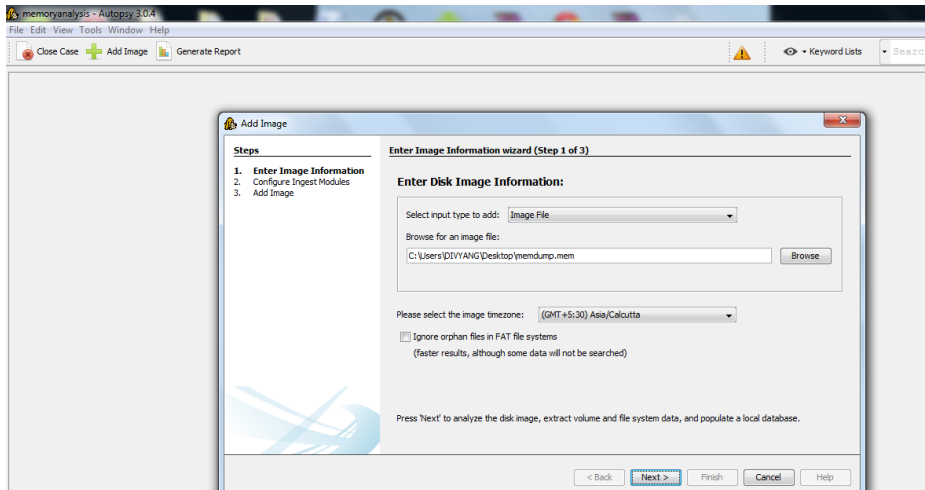 memoryanalysis - Autopsy 3.0.4
File Edit View Tools Window Help
Close Case Add Image Generate Report Keyword Lists Searc
Add Image
Steps
1. Enter Image Information
2. Configure Ingest Modules
3. Add Image
Enter Image Information wizard (Step 1 of 3)
Enter Disk Image Information:
Select input type to add: Image File
Browse for an image file:
C:\Users\DIVYANG\Desktop\memdump.mem Browse
Please select the image timezone: (GMT+5:30) Asia/Calcutta
Ignore orphan files in FAT file systems
(faster results, although some data will not be searched)
Press 'Next' to analyze the disk image, extract volume and file system data, and populate a local database.
< Back Next > Finish Cancel Help